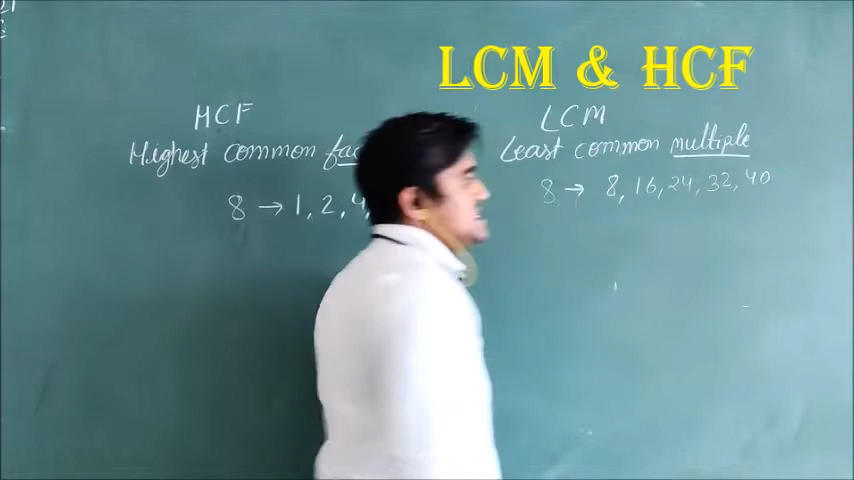 LCM & HCF
HCF
Highest common
8 → 1, 2, 4,
LCM
Least common multiple
8 → 8, 16, 24, 32, 40